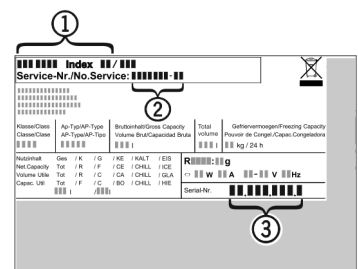 1
Index /
Service-Nr./No.Service: -
2
Klasse/Class Ap-Typ/AP-Type Bruttoinhalt/Gross Capacity Total Gefriervermoegen/Freezing Capacity
Classe/Clase AP-Type/AP-Tipo Volume Brut/Capacidad Bruta volume Pouvoir de Congel./Capac.Congeladora
l l kg / 24 h
Nutzinhalt Ges / K / G / KE / KALT / EIS
Net.Capacity Tot / R / F / CE / CHILL / ICE
Volume Utile Tot / R / C / CA / CHILL / GLA
Capac. Util Tot / F / C / BO / CHILL / HIE
l / l
R : g
W A - V Hz
Serial-Nr. . . .
3